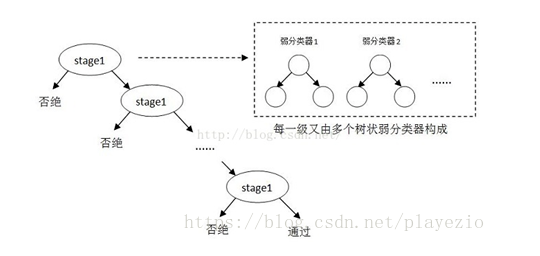 弱分类器1 弱分类器2
stage1
......
否绝
stage1
每一级又由多个树状弱分类器构成
http://blog.csdn.net/
否绝
......
stage1
https://blog.csdn.net/playezio
否绝 通过